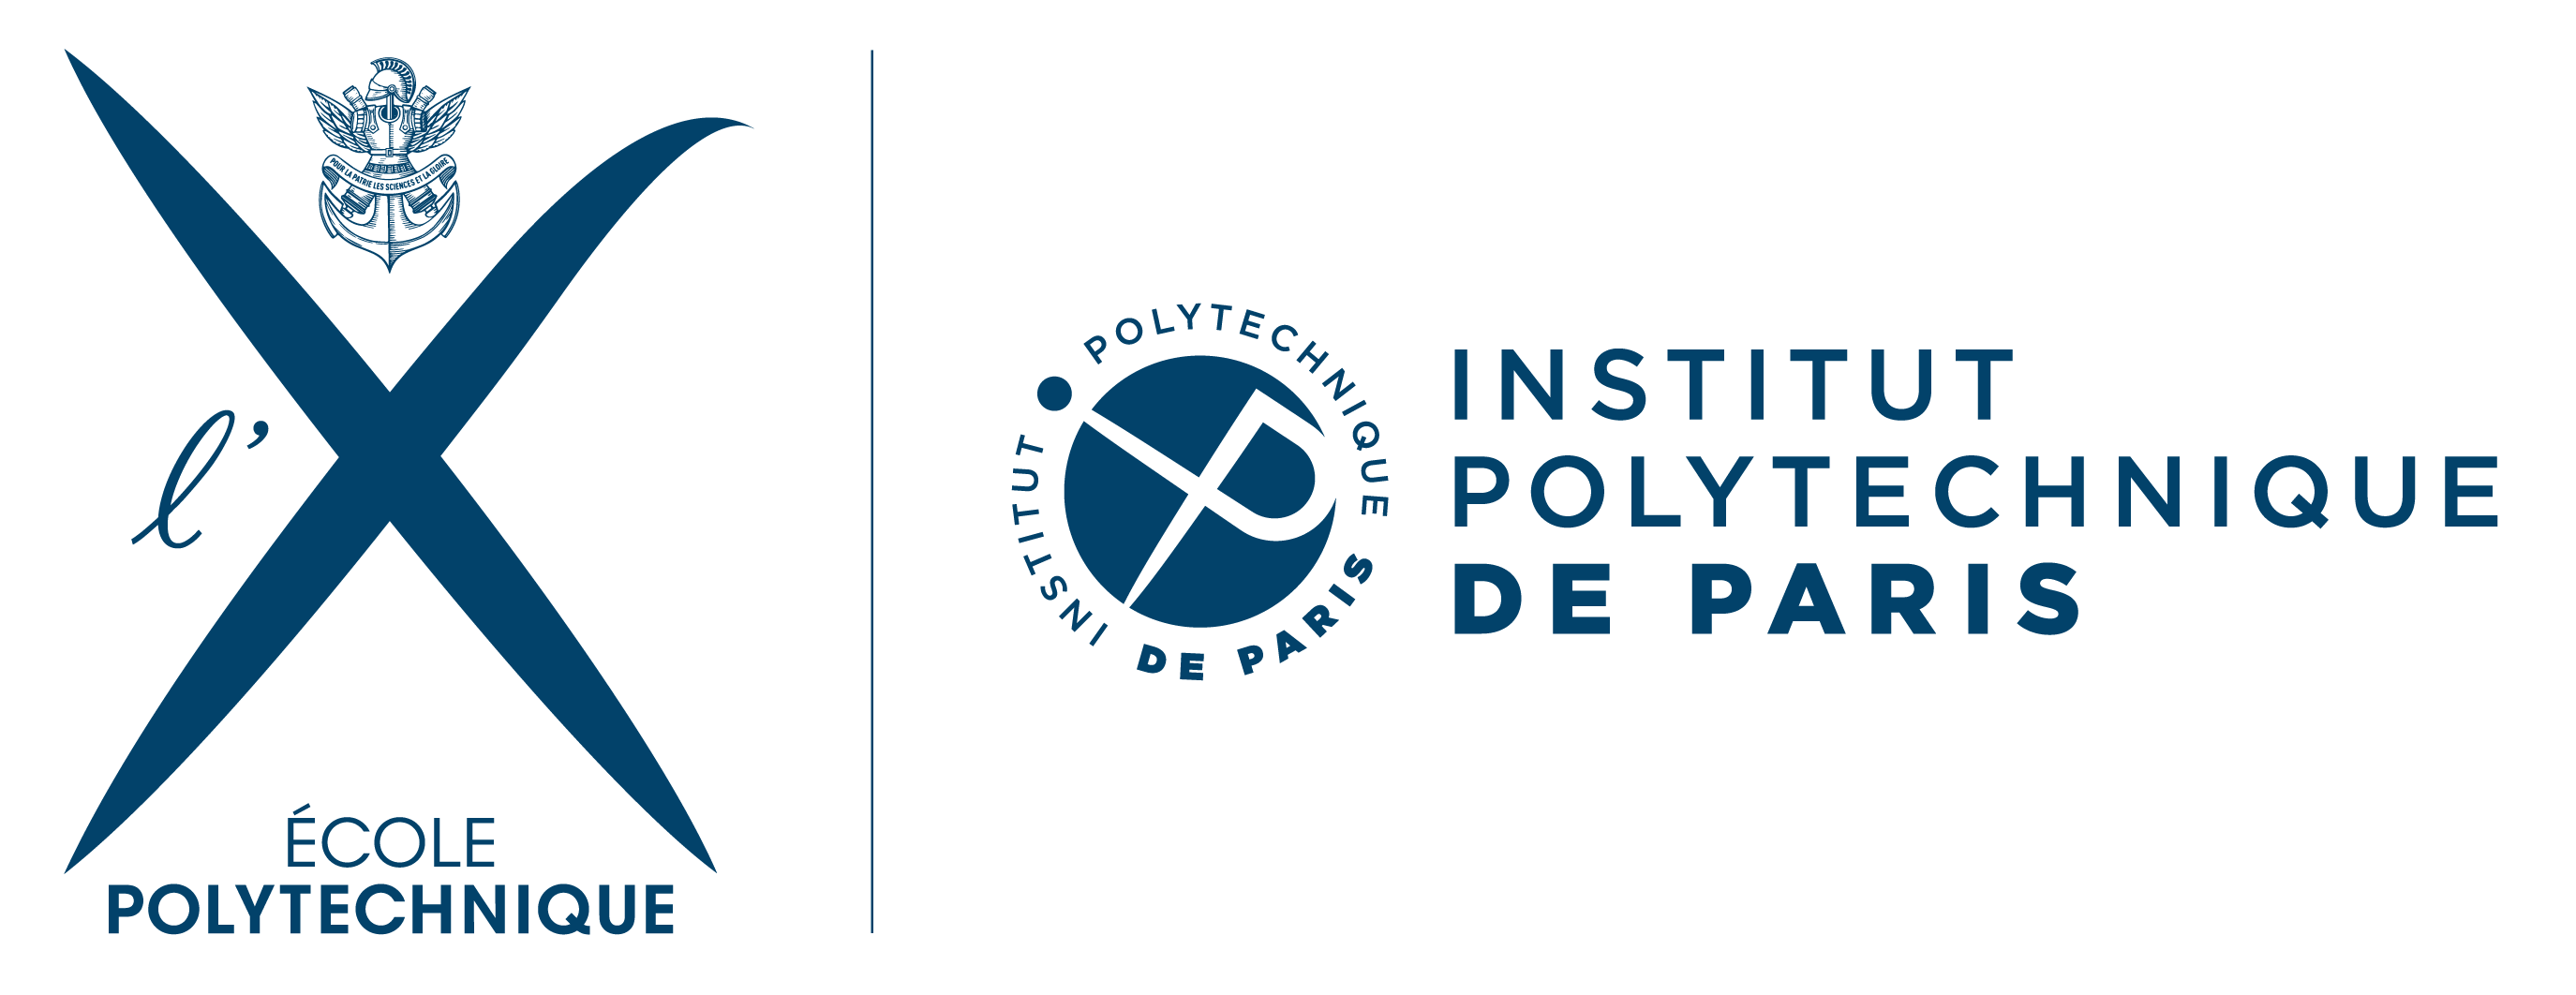 POUR LA PATRIE LES SCIENCES ET LA GLOIRE
l'X
ÉCOLE
POLYTECHNIQUE
INSTITUT POLYTECHNIQUE DE PARIS
INSTITUT
POLYTECHNIQUE
DE PARIS